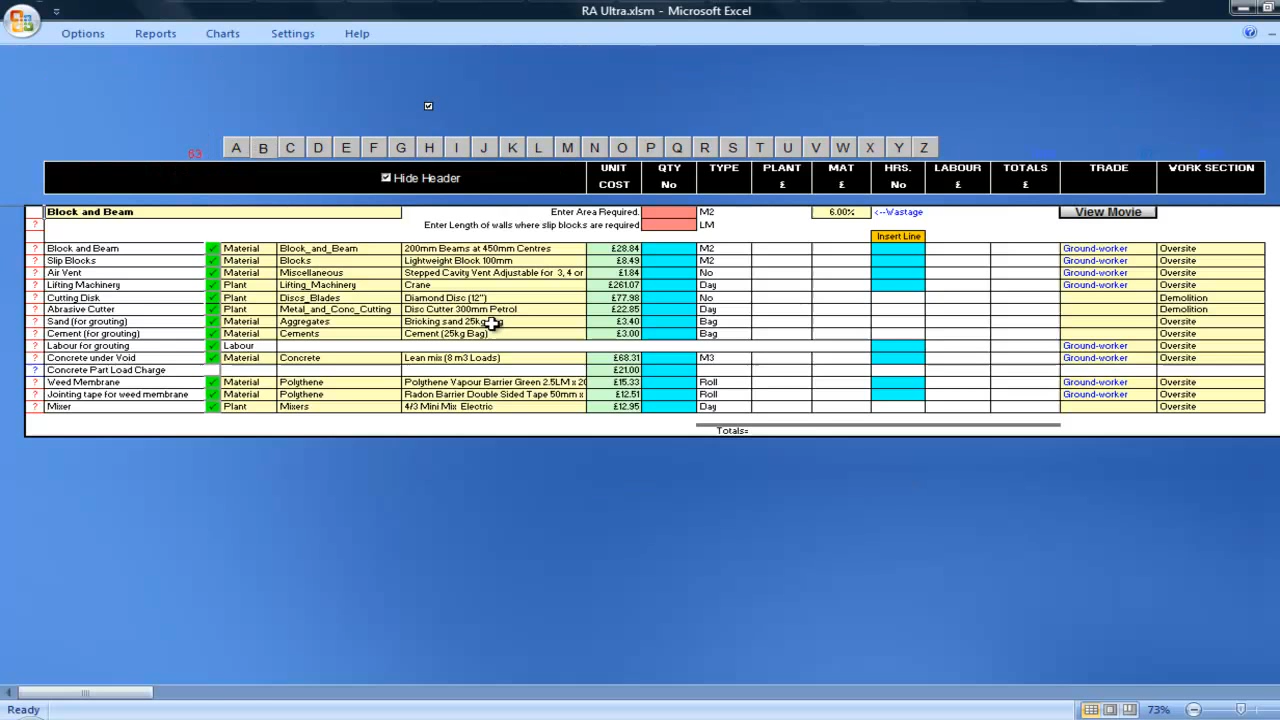 RA Ultra.xlsm - Microsoft Excel
Options Reports Charts Settings Help
63 A B C D E F G H I J K L M N O P Q R S T U V W X Y Z
Hide Header UNIT COST QTY No TYPE PLANT £ MAT £ HRS. No LABOUR £ TOTALS £ TRADE WORK SECTION
Block and Beam Enter Area Required. M2 6.00% <--Wastage View Movie
? Enter Length of walls where slip blocks are required LM
Insert Line
? Block and Beam Material Block_and_Beam 200mm Beams at 450mm Centres £28.84 M2 Ground-worker Oversite
? Slip Blocks Material Blocks Lightweight Block 100mm £8.49 M2 Ground-worker Oversite
? Air Vent Material Miscellaneous Stepped Cavity Vent Adjustable for 3, 4 or £1.84 No Ground-worker Oversite
? Lifting Machinery Plant Lifting_Machinery Crane £261.07 Day Ground-worker Oversite
? Cutting Disk Plant Discs_Blades Diamond Disc (12") £77.98 No Demolition
? Abrasive Cutter Plant Metal_and_Conc_Cutting Disc Cutter 300mm Petrol £22.85 Day Demolition
? Sand (for grouting) Material Aggregates Bricking sand 25k £3.40 Bag Oversite
? Cement (for grouting) Material Cements Cement (25kg Bag) £3.00 Bag Oversite
? Labour for grouting Labour Ground-worker Oversite
? Concrete under Void Material Concrete Lean mix (8 m3 Loads) £68.31 M3 Ground-worker Oversite
? Concrete Part Load Charge £21.00 Oversite
? Weed Membrane Material Polythene Polythene Vapour Barrier Green 2.5LM x 20 £15.33 Roll Ground-worker Oversite
? Jointing tape for weed membrane Material Polythene Radon Barrier Double Sided Tape 50mm x £12.51 Roll Ground-worker Oversite
? Mixer Plant Mixers 4/3 Mini Mix Electric £12.95 Day Oversite
Totals=
Ready 73%